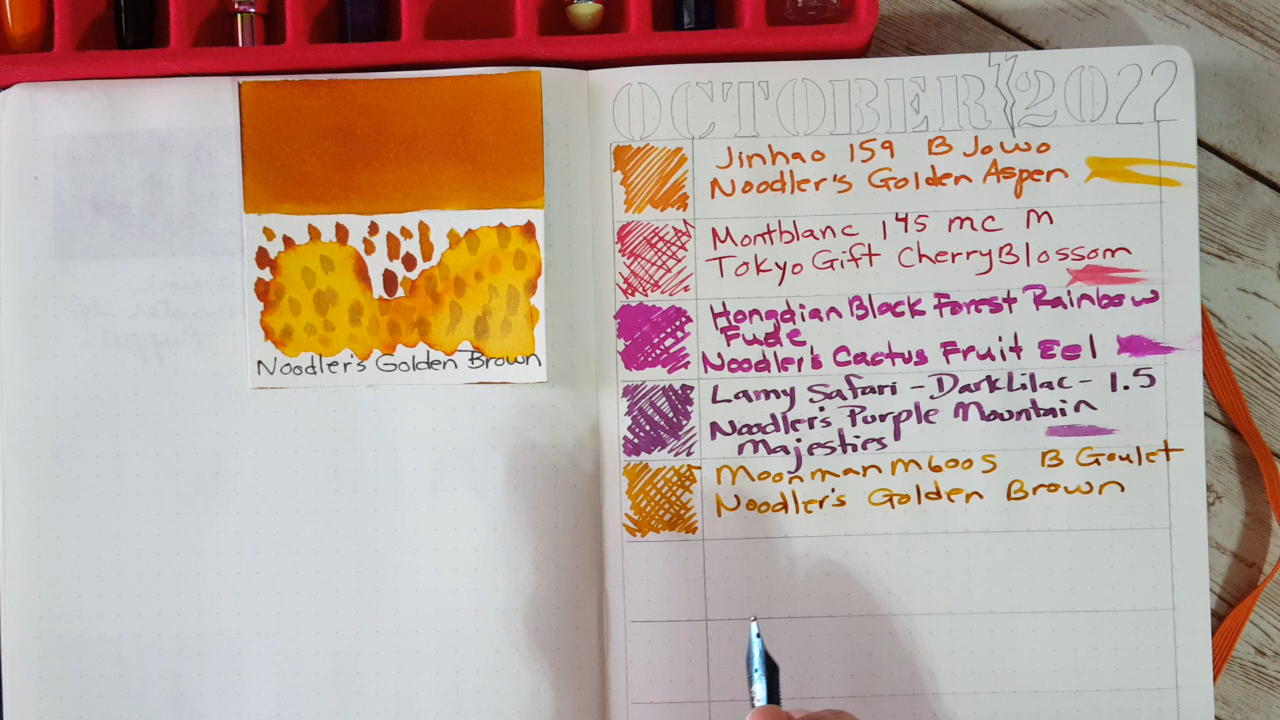 Noodler's Golden Brown
OCTOBER 2022
Jinhao 159 B Jowo
Noodler's Golden Aspen
Montblanc 145 mc M
Tokyo Gift Cherry Blossom
Hongdian Black Forest Rainbow
Fude
Noodler's Cactus Fruit Eel
Lamy Safari - Dark Lilac - 1.5
Noodler's Purple Mountain
Majesties
Moonman M600S B Goulet
Noodler's Golden Brown